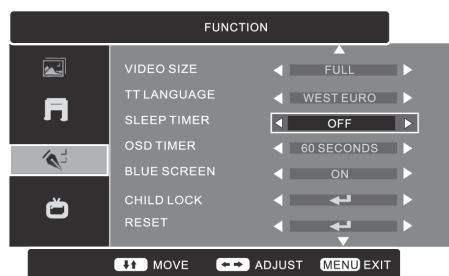 FUNCTION
VIDEO SIZE FULL
TT LANGUAGE WEST EURO
SLEEP TIMER OFF
OSD TIMER 60 SECONDS
BLUE SCREEN ON
CHILD LOCK
RESET
MOVE ADJUST MENU EXIT